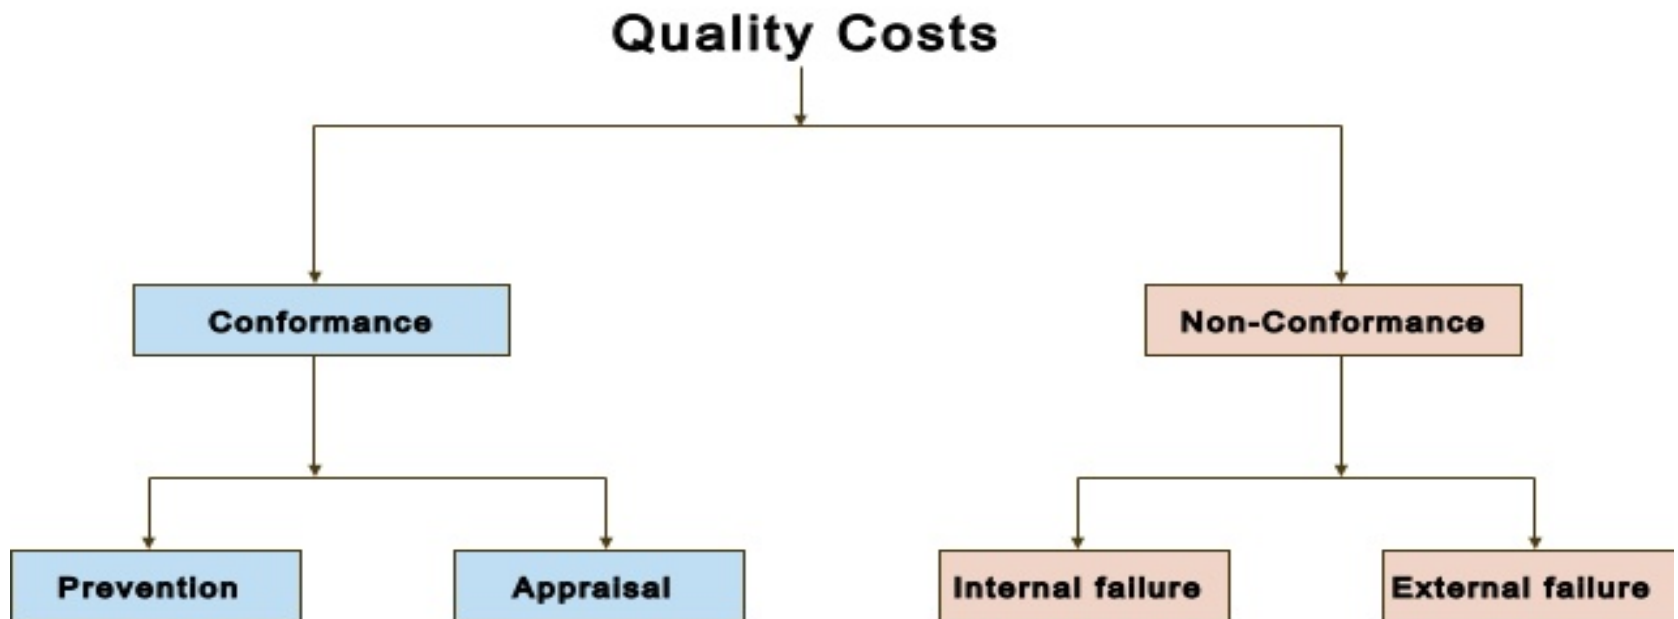 Quality Costs
Conformance
Non-Conformance
Prevention
Appraisal
Internal failure
External failure